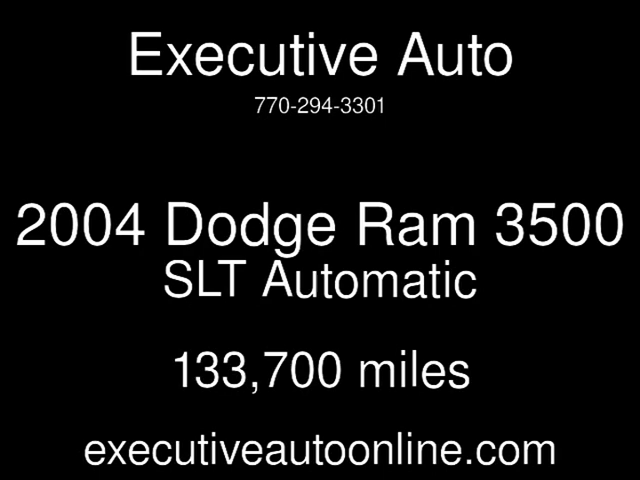 Executive Auto
770-294-3301
2004 Dodge Ram 3500
SLT Automatic
133,700 miles
executiveautoonline.com